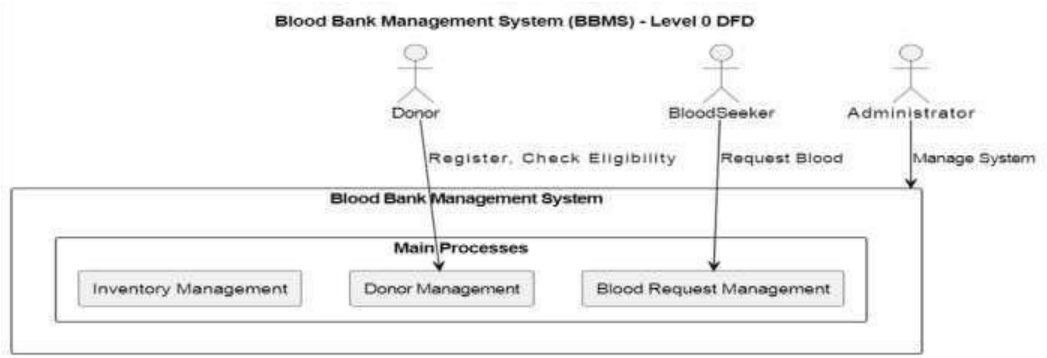 Blood Bank Management System (BBMS) - Level 0 DFD
Donor
BloodSeeker
Administrator
Register, Check Eligibility
Request Blood
Manage System
Blood Bank Management System
Main Processes
Inventory Management
Donor Management
Blood Request Management